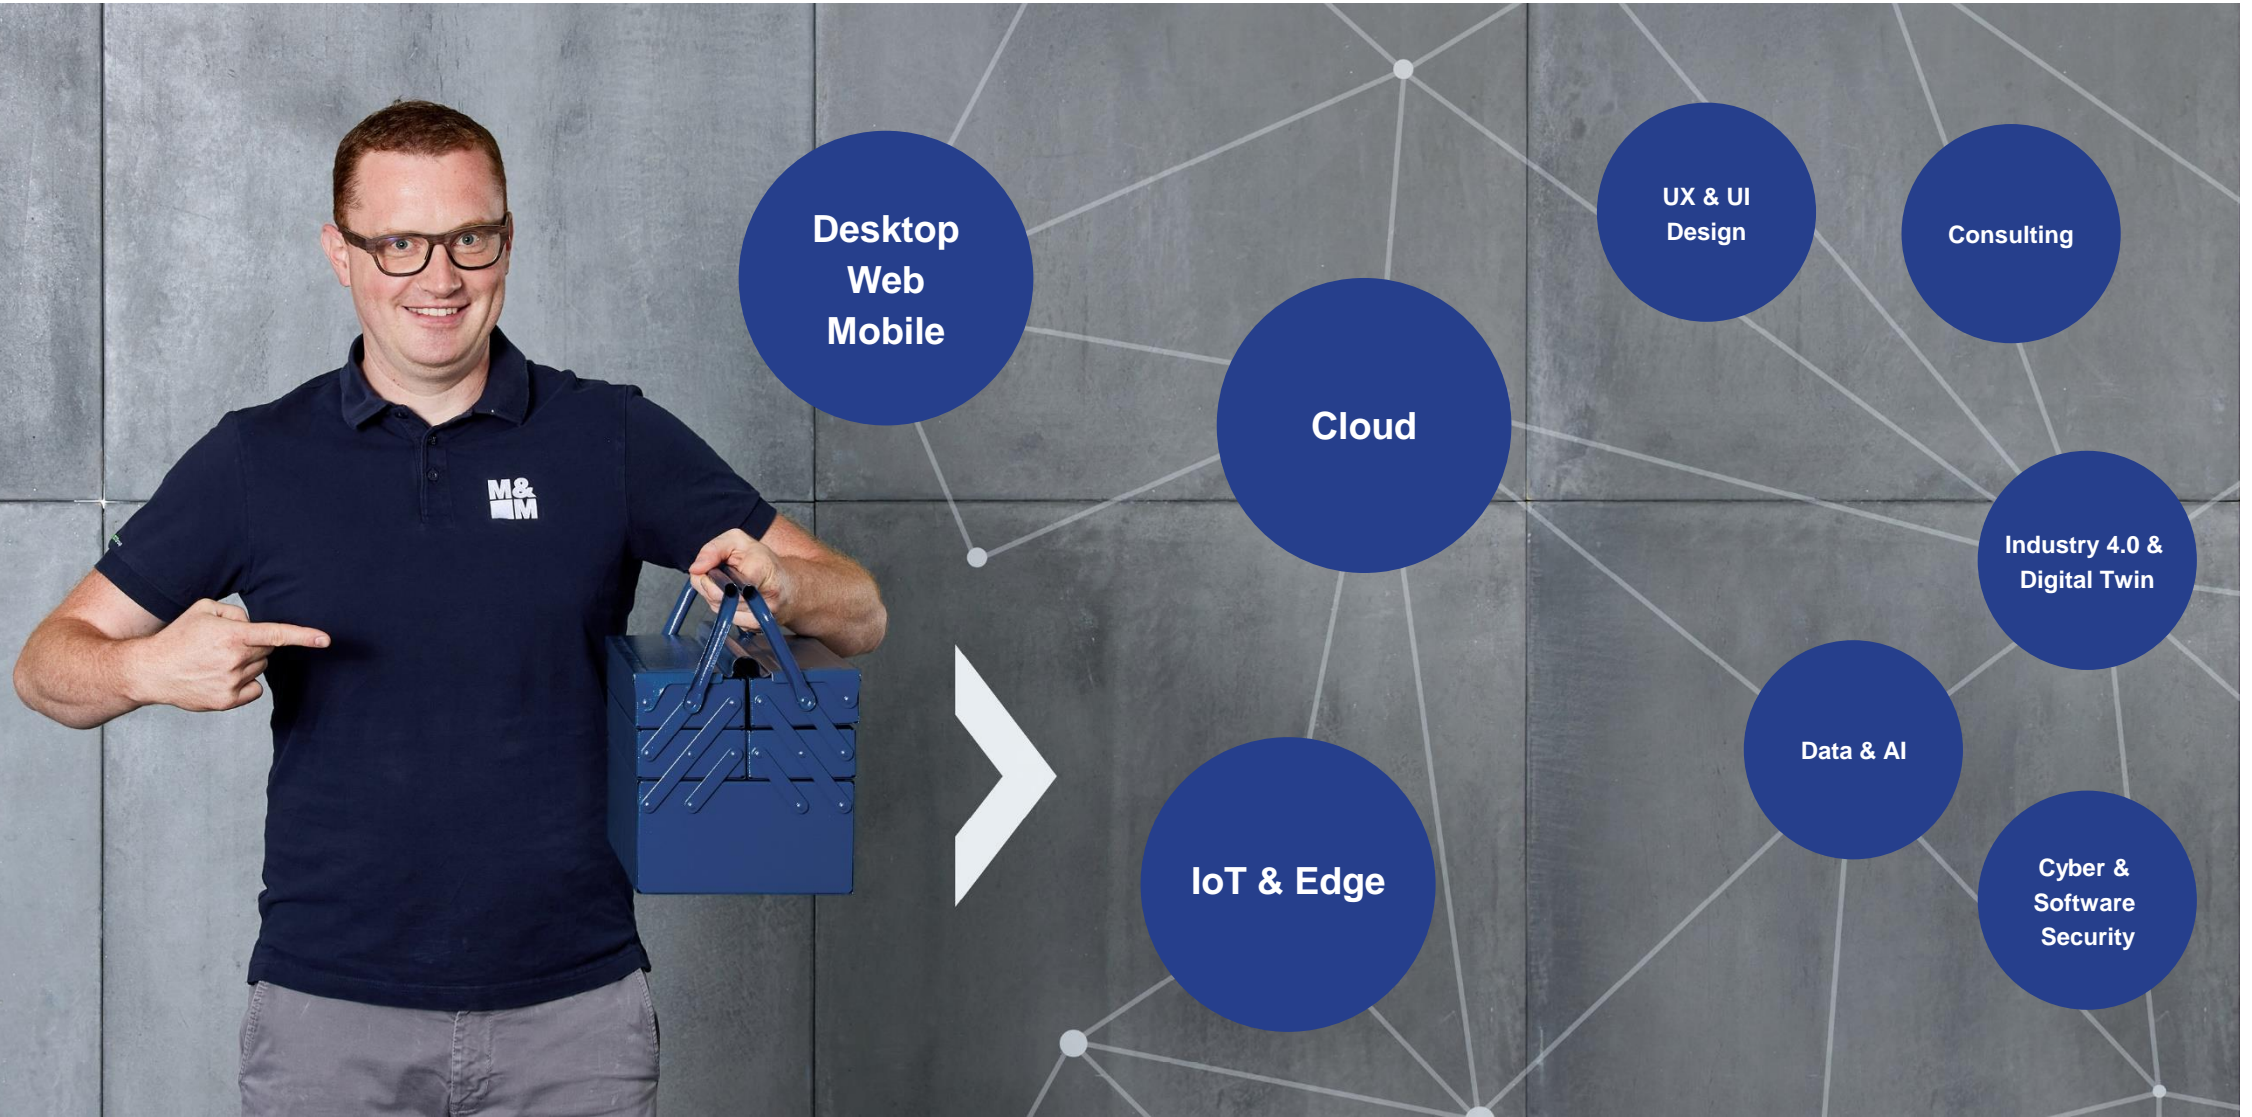 Desktop
Web
Mobile
Cloud
IoT & Edge
UX & UI
Design
Consulting
Industry 4.0 &
Digital Twin
Data & AI
Cyber &
Software
Security
M&
M